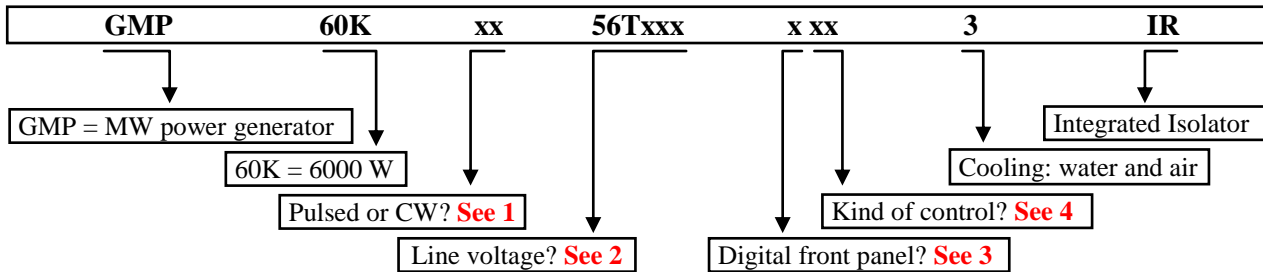 GMP 60K xx 56Txxx x xx 3 IR
GMP = MW power generator
Integrated Isolator
60K = 6000 W
Cooling: water and air
Pulsed or CW? See 1
Kind of control? See 4
Line voltage? See 2
Digital front panel? See 3